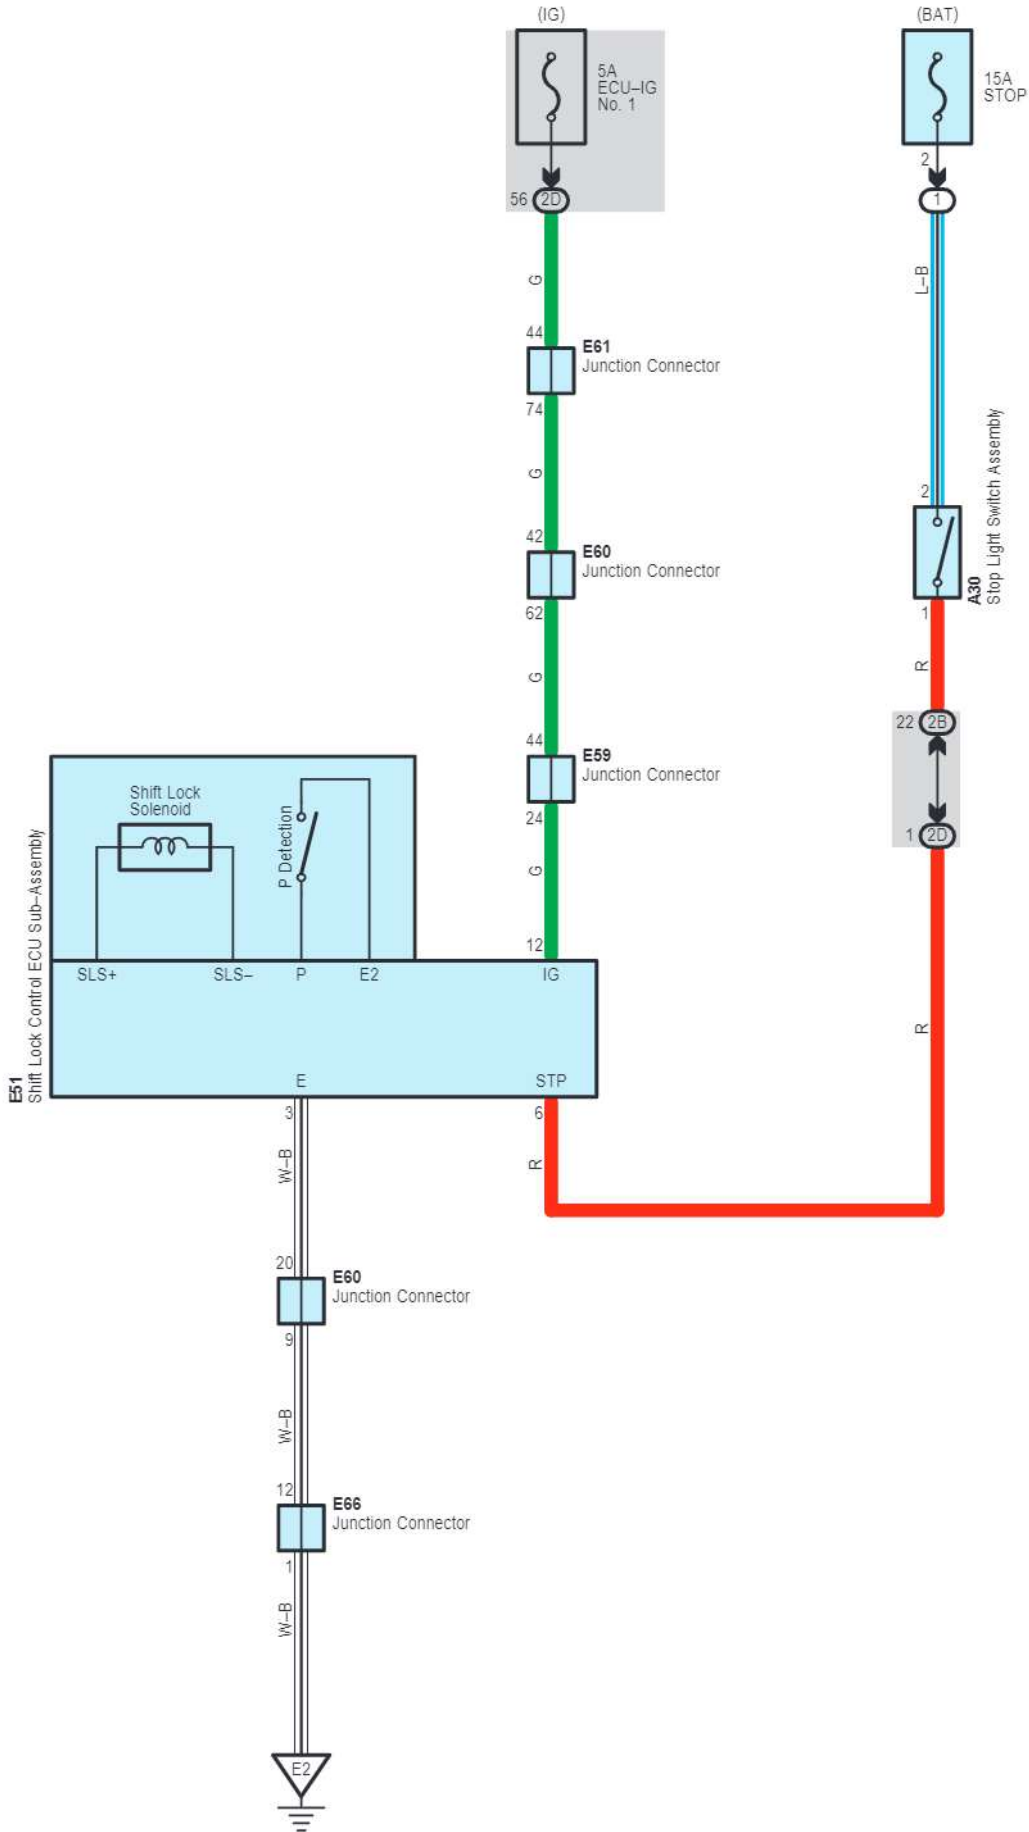 (IG)
(BAT)
5A
ECU–IG
No. 1
15A
STOP
2
56
2D
1
G
L–B
44
E61
Junction Connector
74
G
2
42
E60
Junction Connector
A30
Stop Light Switch Assembly
62
1
G
R
22
2B
44
E59
Junction Connector
24
1
2D
Shift Lock
Solenoid
P Detection
G
12
E51
Shift Lock Control ECU Sub–Assembly
SLS+
SLS–
P
E2
IG
R
E
STP
3
6
W–B
R
20
E60
Junction Connector
9
W–B
12
E66
Junction Connector
1
W–B
E2